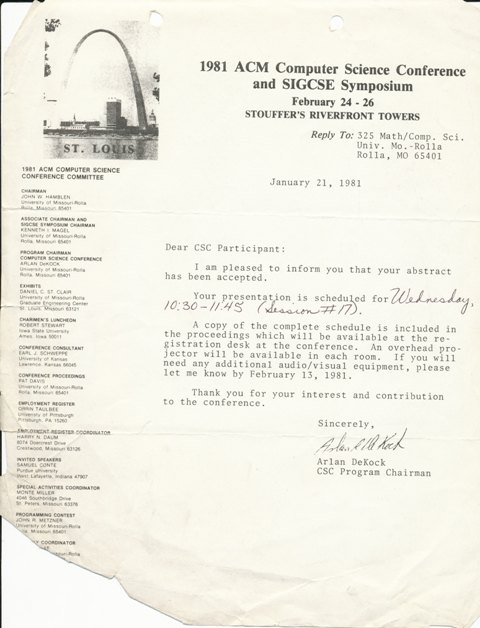 1981 ACM Computer Science Conference
and SIGCSE Symposium
February 24 - 26
STOUFFER'S RIVERFRONT TOWERS
Reply To: 325 Math/Comp. Sci.
Univ. Mo.-Rolla
Rolla, MO 65401
ST. LOUIS
January 21, 1981
1981 ACM COMPUTER SCIENCE
CONFERENCE COMMITTEE
CHAIRMAN
JOHN W. HAMBLEN
University of Missouri-Rolla
Rolla, Missouri 65401
ASSOCIATE CHAIRMAN AND
SIGCSE SYMPOSIUM CHAIRMAN
KENNETH I. MAGEL
University of Missouri-Rolla
Rolla, Missouri 65401
PROGRAM CHAIRMAN
COMPUTER SCIENCE CONFERENCE
ARLAN DeKOCK
University of Missouri-Rolla
Rolla, Missouri 65401
EXHIBITS
DANIEL C. ST. CLAIR
University of Missouri-Rolla
Graduate Engineering Center
St. Louis, Missouri 63121
CHAIRMEN'S LUNCHEON
ROBERT STEWART
Iowa State University
Ames, Iowa 50011
CONFERENCE CONSULTANT
EARL J. SCHWEPPE
University of Kansas
Lawrence, Kansas 66045
CONFERENCE PROCEEDINGS
PAT DAVIS
University of Missouri-Rolla
Rolla, Missouri 65401
EMPLOYMENT REGISTER
ORRIN TAULBEE
University of Pittsburgh
Pittsburgh, PA 15260
EMPLOYMENT REGISTER COORDINATOR
HARRY N. DAUM
Doercrest Drive
Crestwood, Missouri 63126
INVITED SPEAKERS
SAMUEL CONTE
Purdue University
West Lafayette, Indiana 47907
SPECIAL ACTIVITIES COORDINATOR
MONTE MILLER
4048 Southbridge Drive
St. Peters, Missouri 63376
PROGRAMMING CONTEST
JOHN R. METZNER
University of Missouri-Rolla
Rolla, Missouri 65401
COORDINATOR
Missouri-Rolla
Dear CSC Participant:
I am pleased to inform you that your abstract
has been accepted.
Your presentation is scheduled for Wednesday,
10:30-11:45 (Session #17).
A copy of the complete schedule is included in
the proceedings which will be available at the re-
gistration desk at the conference. An overhead pro-
jector will be available in each room. If you will
need any additional audio/visual equipment, please
let me know by February 13, 1981.
Thank you for your interest and contribution
to the conference.
Sincerely,
Arlan DeKock
Arlan DeKock
CSC Program Chairman